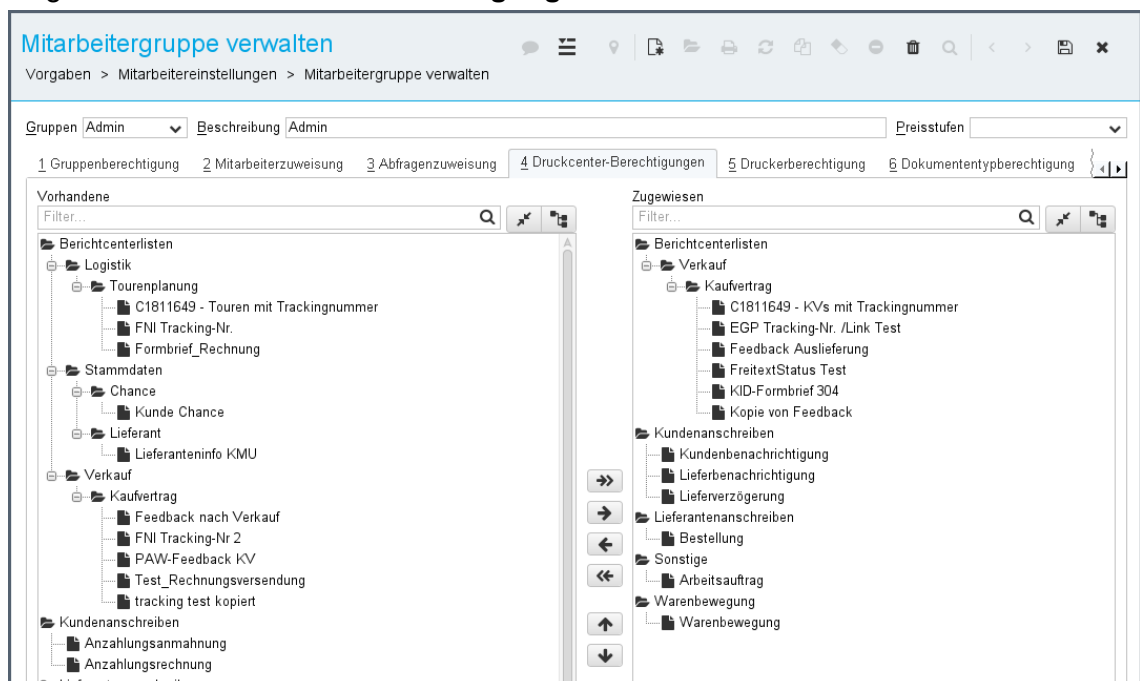 Mitarbeitergruppe verwalten
Vorgaben > Mitarbeitereinstellungen > Mitarbeitergruppe verwalten
Gruppen Admin Beschreibung Admin Preisstufen
1 Gruppenberechtigung 2 Mitarbeiterzuweisung 3 Abfragenzuweisung 4 Druckcenter-Berechtigungen 5 Druckerberechtigung 6 Dokumententypberechtigung
Vorhandene
Filter...
Berichtcenterlisten
Logistik
Tourenplanung
C1811649 - Touren mit Trackingnummer
FNI Tracking-Nr.
Formbrief_Rechnung
Stammdaten
Chance
Kunde Chance
Lieferant
Lieferanteninfo KMU
Verkauf
Kaufvertrag
Feedback nach Verkauf
FNI Tracking-Nr 2
PAW-Feedback KV
Test_Rechnungsversendung
tracking test kopiert
Kundenanschreiben
Anzahlungsanmahnung
Anzahlungsrechnung
Zugewiesen
Filter...
Berichtcenterlisten
Verkauf
Kaufvertrag
C1811649 - KVs mit Trackingnummer
EGP Tracking-Nr. /Link Test
Feedback Auslieferung
FreitextStatus Test
KID-Formbrief 304
Kopie von Feedback
Kundenanschreiben
Kundenbenachrichtigung
Lieferbenachrichtigung
Lieferverzögerung
Lieferantenanschreiben
Bestellung
Sonstige
Arbeitsauftrag
Warenbewegung
Warenbewegung